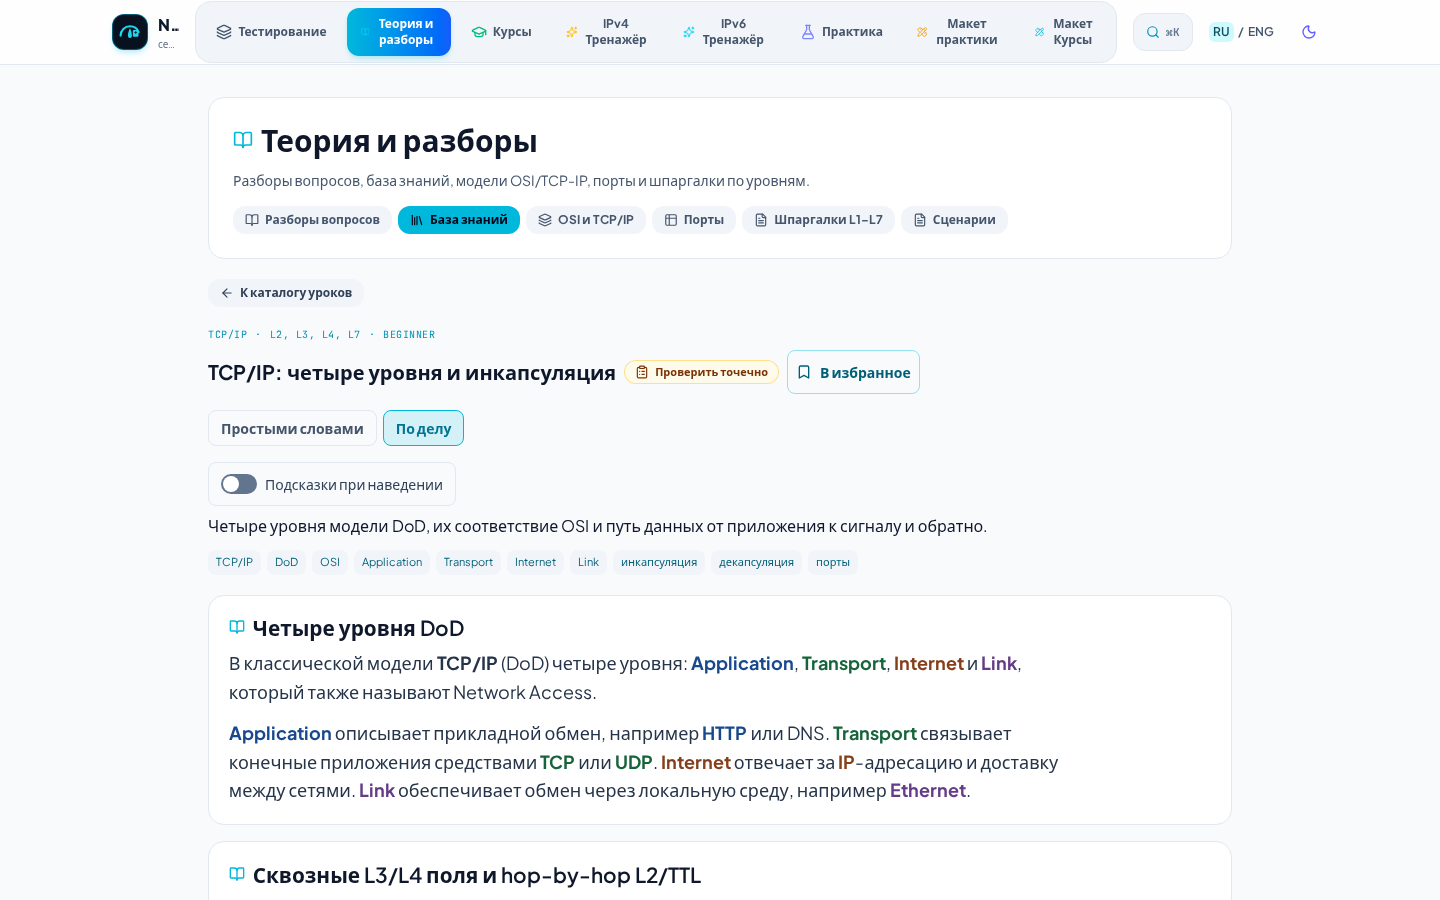 N…
се…
Тестирование
Теория и
разборы
Курсы
IPv4
Тренажёр
IPv6
Тренажёр
Практика
Макет
практики
Макет
Курсы
⌘K
RU / ENG
Теория и разборы
Разборы вопросов, база знаний, модели OSI/TCP-IP, порты и шпаргалки по уровням.
Разборы вопросов
База знаний
OSI и TCP/IP
Порты
Шпаргалки L1–L7
Сценарии
К каталогу уроков
TCP/IP · L2, L3, L4, L7 · BEGINNER
TCP/IP: четыре уровня и инкапсуляция
Проверить точечно
В избранное
Простыми словами
По делу
Подсказки при наведении
Четыре уровня модели DoD, их соответствие OSI и путь данных от приложения к сигналу и обратно.
TCP/IP
DoD
OSI
Application
Transport
Internet
Link
инкапсуляция
декапсуляция
порты
Четыре уровня DoD
В классической модели TCP/IP (DoD) четыре уровня: Application, Transport, Internet и Link,
который также называют Network Access.
Application описывает прикладной обмен, например HTTP или DNS. Transport связывает
конечные приложения средствами TCP или UDP. Internet отвечает за IP-адресацию и доставку
между сетями. Link обеспечивает обмен через локальную среду, например Ethernet.
Сквозные L3/L4 поля и hop-by-hop L2/TTL